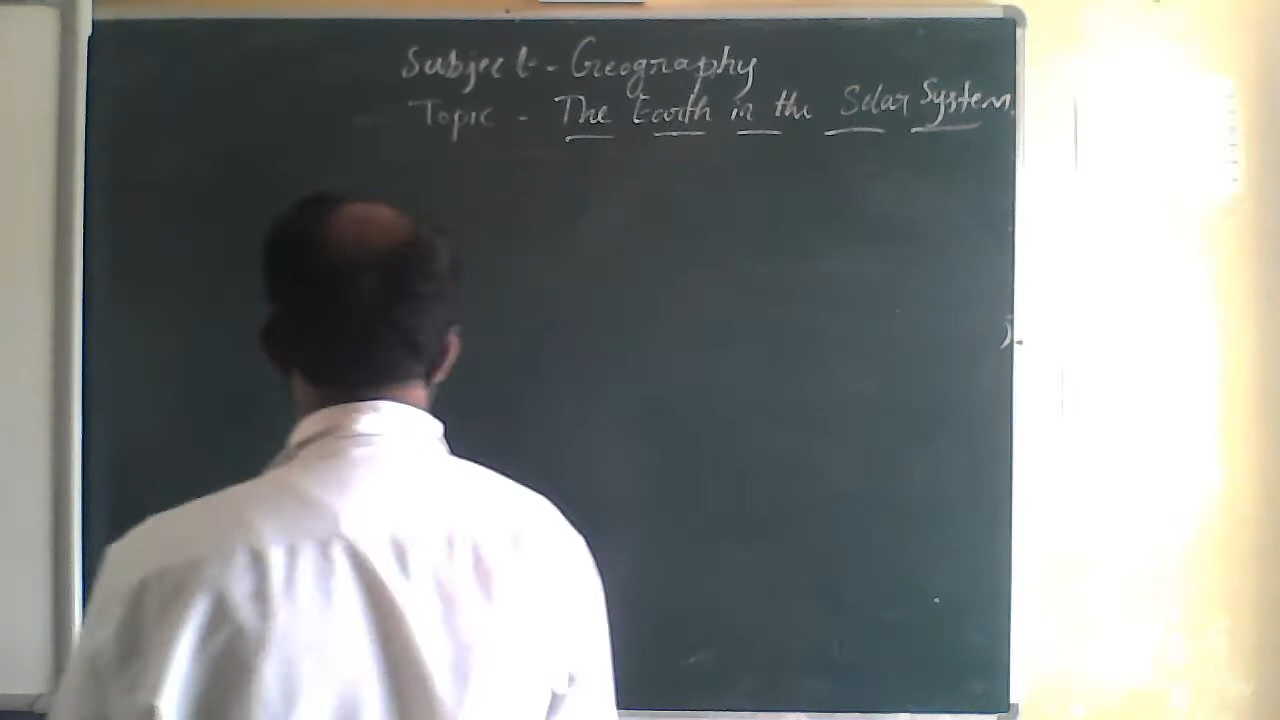 Subject - Geography
Topic - The Earth in the Solar System.